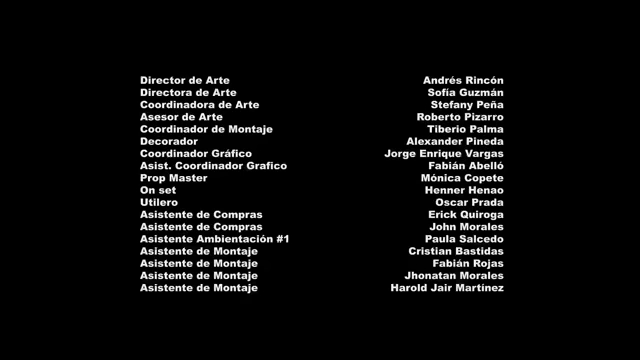 Director de Arte Andrés Rincón
Directora de Arte Sofía Guzmán
Coordinadora de Arte Stefany Peña
Asesor de Arte Roberto Pizarro
Coordinador de Montaje Tiberio Palma
Decorador Alexander Pineda
Coordinador Gráfico Jorge Enrique Vargas
Asist. Coordinador Grafico Fabián Abelló
Prop Master Mónica Copete
On set Henner Henao
Utilero Oscar Prada
Asistente de Compras Erick Quiroga
Asistente de Compras John Morales
Asistente Ambientación #1 Paula Salcedo
Asistente de Montaje Cristian Bastidas
Asistente de Montaje Fabián Rojas
Asistente de Montaje Jhonatan Morales
Asistente de Montaje Harold Jair Martínez